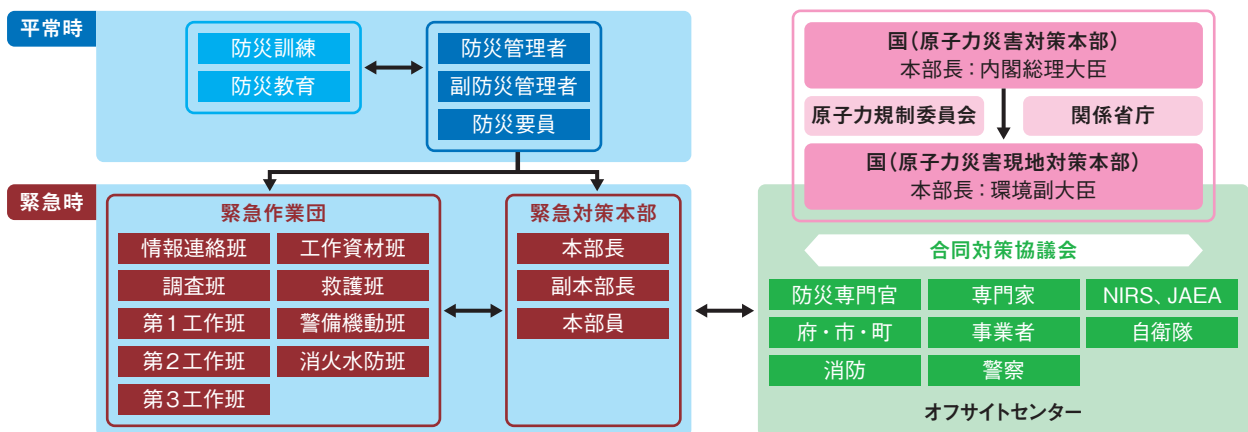 平常時
防災訓練
防災教育
防災管理者
副防災管理者
防災要員
緊急時
緊急作業団
情報連絡班
工作資材班
調査班
救護班
第1工作班
警備機動班
第2工作班
消火水防班
第3工作班
緊急対策本部
本部長
副本部長
本部員
国(原子力災害対策本部)
本部長：内閣総理大臣
原子力規制委員会
関係省庁
国(原子力災害現地対策本部)
本部長：環境副大臣
合同対策協議会
防災専門官
専門家
NIRS、JAEA
府・市・町
事業者
自衛隊
消防
警察
オフサイトセンター